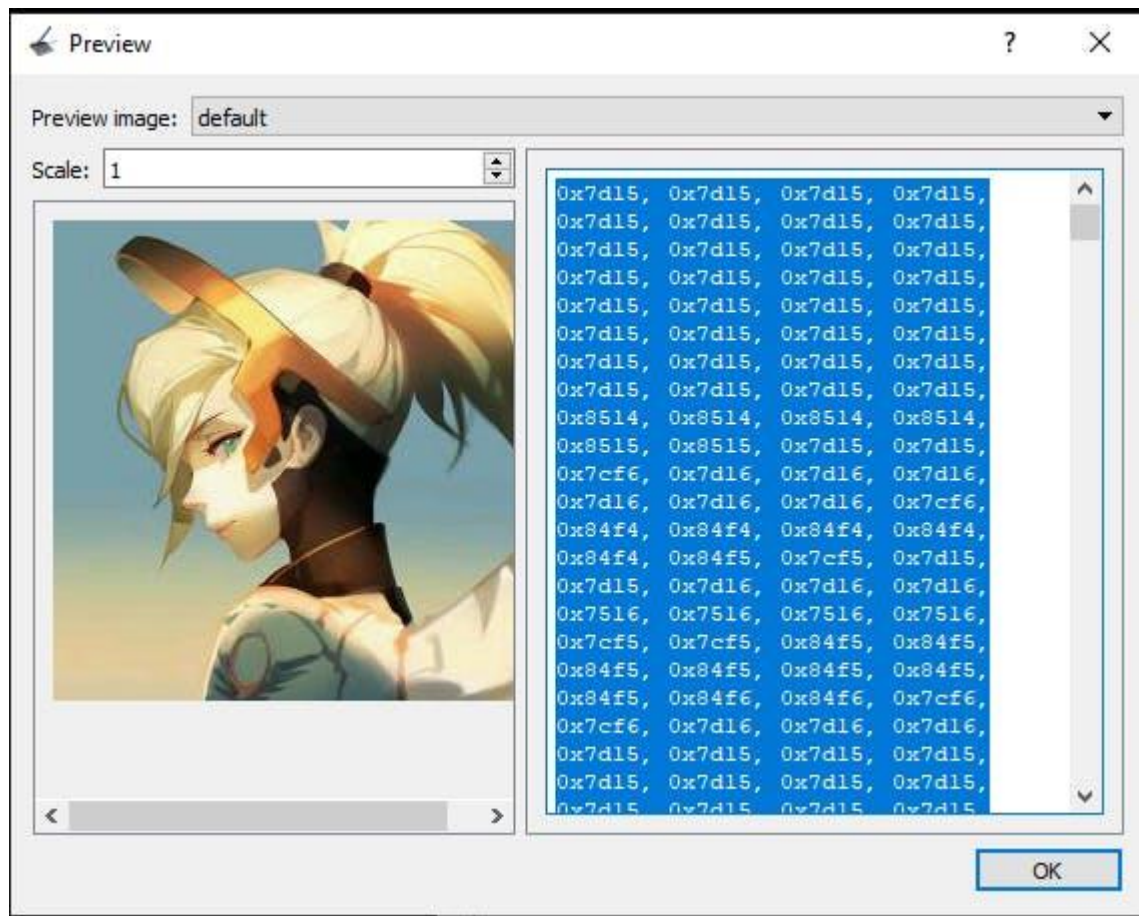 Preview
?
Preview image: default
Scale: 1
0x7d15, 0x7d15, 0x7d15, 0x7d15,
0x7d15, 0x7d15, 0x7d15, 0x7d15,
0x7d15, 0x7d15, 0x7d15, 0x7d15,
0x7d15, 0x7d15, 0x7d15, 0x7d15,
0x7d15, 0x7d15, 0x7d15, 0x7d15,
0x7d15, 0x7d15, 0x7d15, 0x7d15,
0x7d15, 0x7d15, 0x7d15, 0x7d15,
0x7d15, 0x7d15, 0x7d15, 0x7d15,
0x8514, 0x8514, 0x8514, 0x8514,
0x8515, 0x8515, 0x7d15, 0x7d15,
0x7cf6, 0x7d16, 0x7d16, 0x7d16,
0x7d16, 0x7d16, 0x7d16, 0x7cf6,
0x84f4, 0x84f4, 0x84f4, 0x84f4,
0x84f4, 0x84f5, 0x7cf5, 0x7d15,
0x7d15, 0x7d16, 0x7d16, 0x7d16,
0x7516, 0x7516, 0x7516, 0x7516,
0x7cf5, 0x7cf5, 0x84f5, 0x84f5,
0x84f5, 0x84f5, 0x84f5, 0x84f5,
0x84f5, 0x84f6, 0x84f6, 0x7cf6,
0x7cf6, 0x7d16, 0x7d16, 0x7d16,
0x7d15, 0x7d15, 0x7d15, 0x7d15,
0x7d15, 0x7d15, 0x7d15, 0x7d15,
0x7d15, 0x7d15, 0x7d15, 0x7d15,
OK